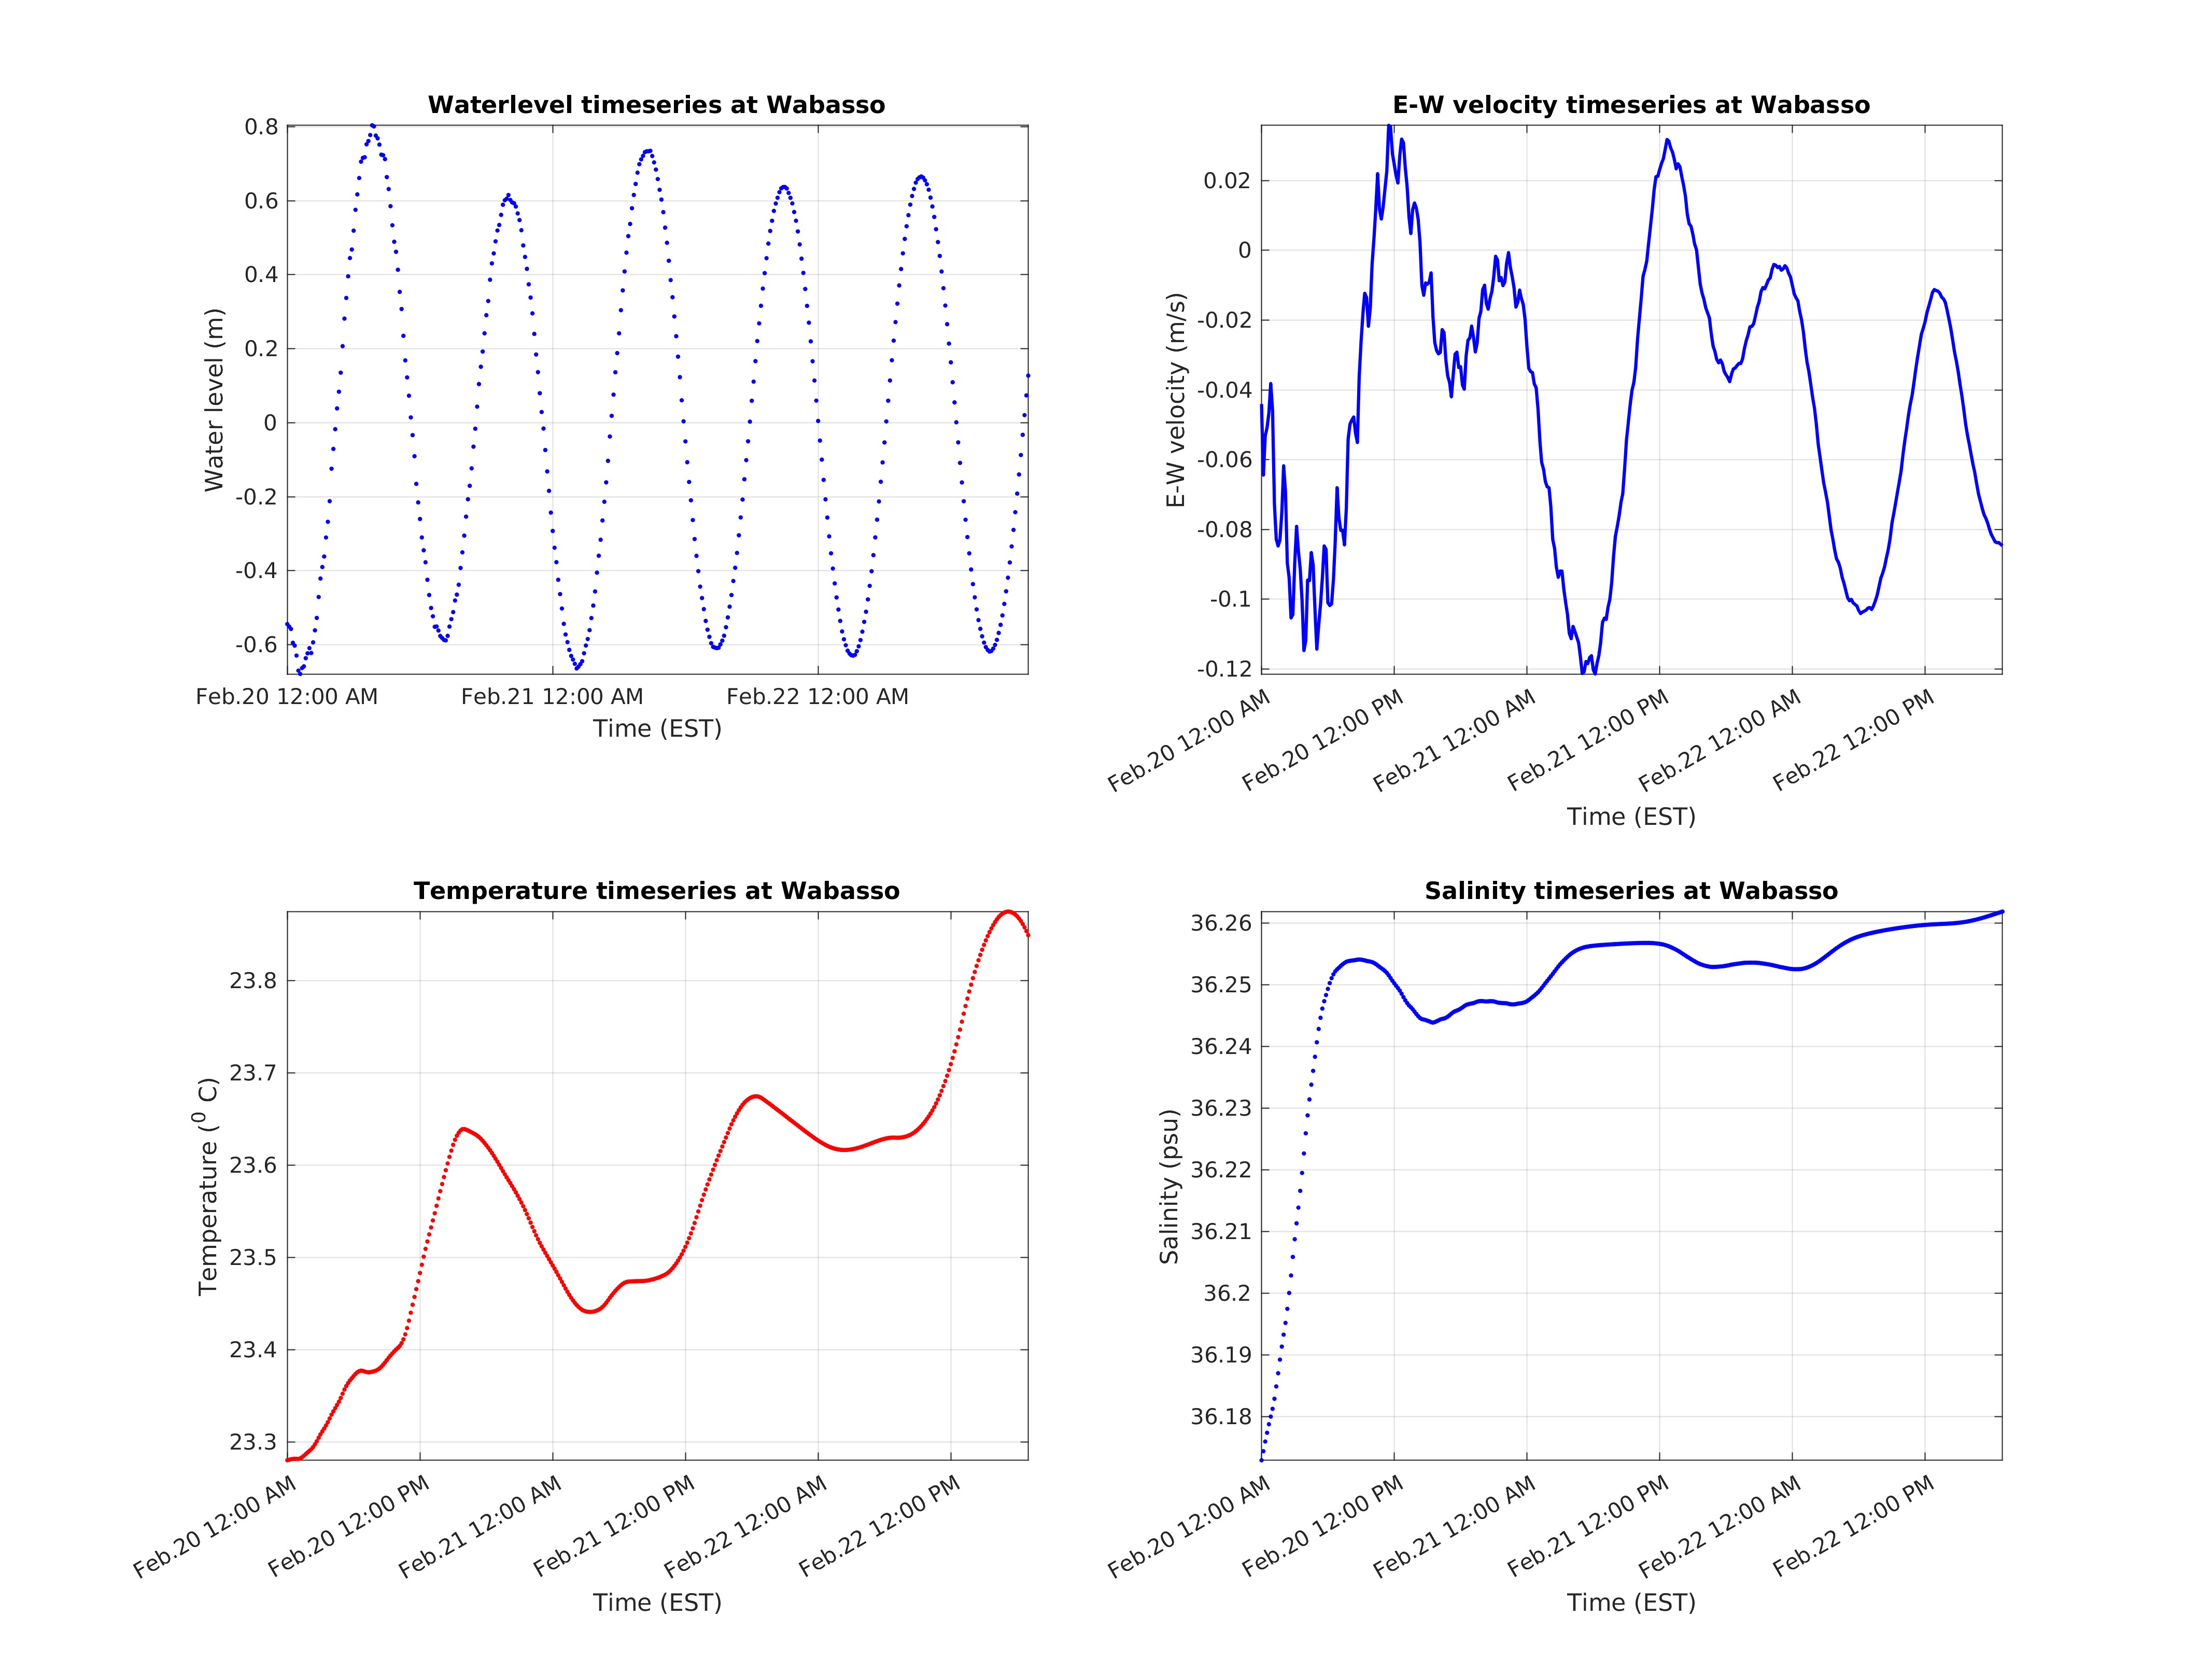 Waterlevel timeseries at Wabasso
0.8
0.6
0.4
0.2
0
-0.2
-0.4
-0.6
Water level (m)
Feb.20 12:00 AM Feb.21 12:00 AM Feb.22 12:00 AM
Time (EST)
E-W velocity timeseries at Wabasso
0.02
0
-0.02
-0.04
-0.06
-0.08
-0.1
-0.12
E-W velocity (m/s)
Feb.20 12:00 AM
Feb.20 12:00 PM
Feb.21 12:00 AM
Feb.21 12:00 PM
Feb.22 12:00 AM
Feb.22 12:00 PM
Time (EST)
Temperature timeseries at Wabasso
23.8
23.7
23.6
23.5
23.4
23.3
Temperature (⁰ C)
Feb.20 12:00 AM
Feb.20 12:00 PM
Feb.21 12:00 AM
Feb.21 12:00 PM
Feb.22 12:00 AM
Feb.22 12:00 PM
Time (EST)
Salinity timeseries at Wabasso
36.26
36.25
36.24
36.23
36.22
36.21
36.2
36.19
36.18
Salinity (psu)
Feb.20 12:00 AM
Feb.20 12:00 PM
Feb.21 12:00 AM
Feb.21 12:00 PM
Feb.22 12:00 AM
Feb.22 12:00 PM
Time (EST)